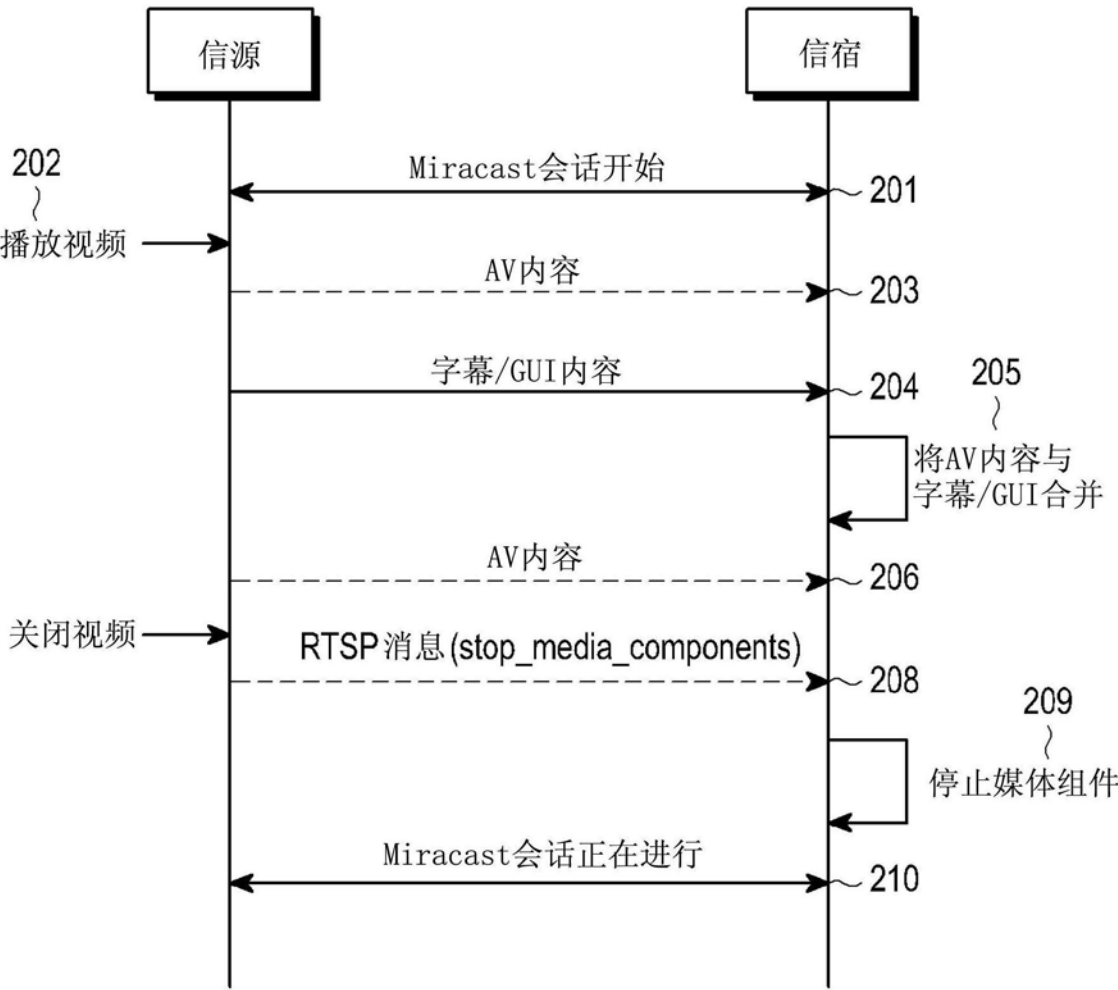 信源
信宿
Miracast会话开始
201
202
播放视频
AV内容
203
字幕/GUI内容
204
205
将AV内容与
字幕/GUI合并
AV内容
206
关闭视频
RTSP消息(stop_media_components)
208
209
停止媒体组件
Miracast会话正在进行
210